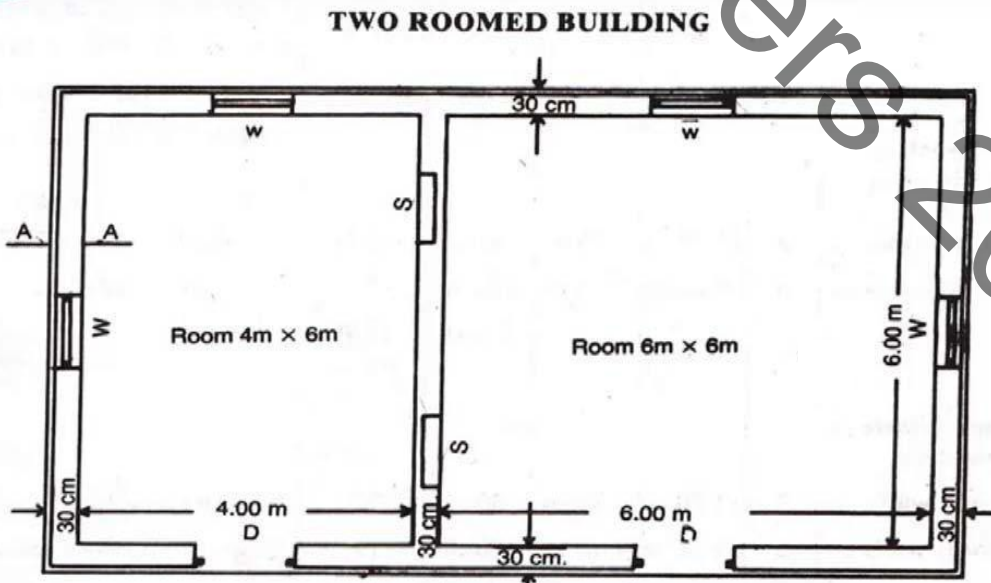 TWO ROOMED BUILDING
30 cm
w
w
S
A
A
W
Room 4m × 6m
Room 6m × 6m
6.00 m
W
S
30 cm
4.00 m
D
30 cm
6.00 m
D
30 cm.
30 cm